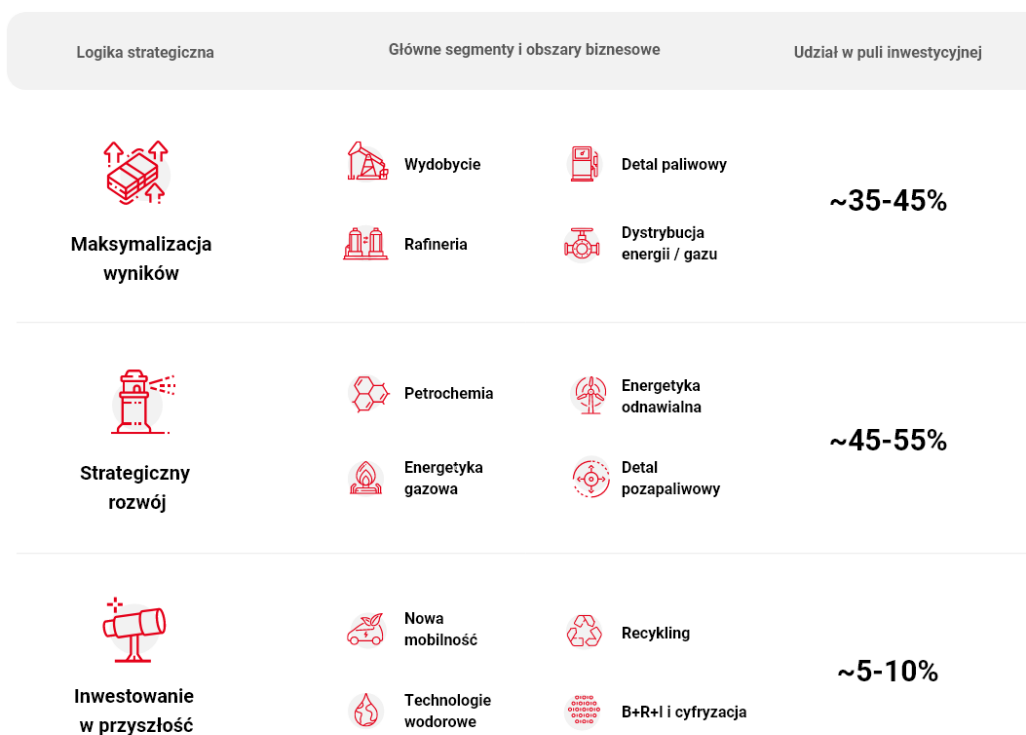 Logika strategiczna
Główne segmenty i obszary biznesowe
Udział w puli inwestycyjnej
Maksymalizacja
wyników
Wydobycie
Detal paliwowy
Rafineria
Dystrybucja
energii / gazu
~35-45%
Strategiczny
rozwój
Petrochemia
Energetyka
odnawialna
Energetyka
gazowa
Detal
pozapaliwowy
~45-55%
Inwestowanie
w przyszłość
Nowa
mobilność
Recykling
Technologie
wodorowe
B+R+I i cyfryzacja
~5-10%